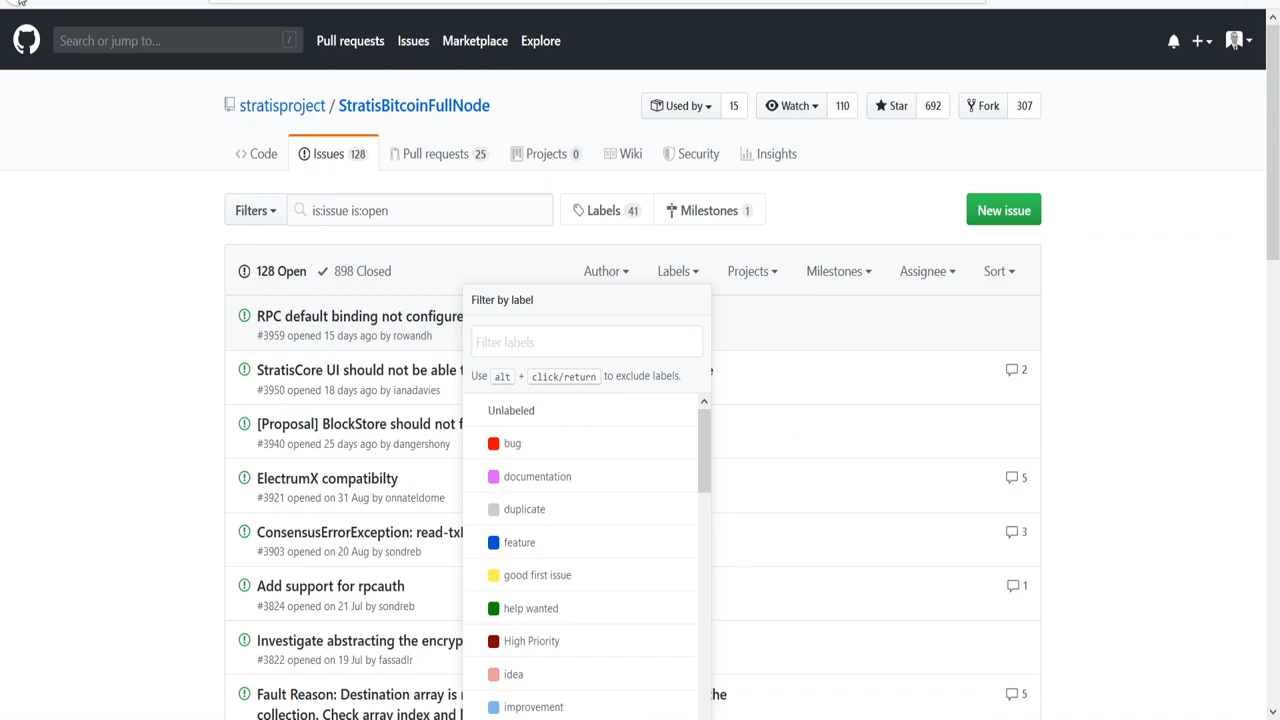 Search or jump to...
/
Pull requests
Issues
Marketplace
Explore
stratisproject / StratisBitcoinFullNode
Used by
15
Watch
110
Star
692
Fork
307
Code
Issues 128
Pull requests 25
Projects 0
Wiki
Security
Insights
Filters
is:issue is:open
Labels 41
Milestones 1
New issue
128 Open
898 Closed
Author
Labels
Projects
Milestones
Assignee
Sort
Filter by label
Filter labels
Use alt + click/return to exclude labels.
Unlabeled
bug
documentation
duplicate
feature
good first issue
help wanted
High Priority
idea
improvement
RPC default binding not configure
#3959 opened 15 days ago by rowandh
StratisCore UI should not be able
#3950 opened 18 days ago by ianadavies
2
[Proposal] BlockStore should not f
#3940 opened 25 days ago by dangershony
ElectrumX compatibilty
#3921 opened on 31 Aug by onnateldome
5
ConsensusErrorException: read-txI
#3903 opened on 20 Aug by sondreb
3
Add support for rpcauth
#3824 opened on 21 Jul by sondreb
1
Investigate abstracting the encryp
#3822 opened on 19 Jul by fassadlr
Fault Reason: Destination array is
collection. Check array index and
5